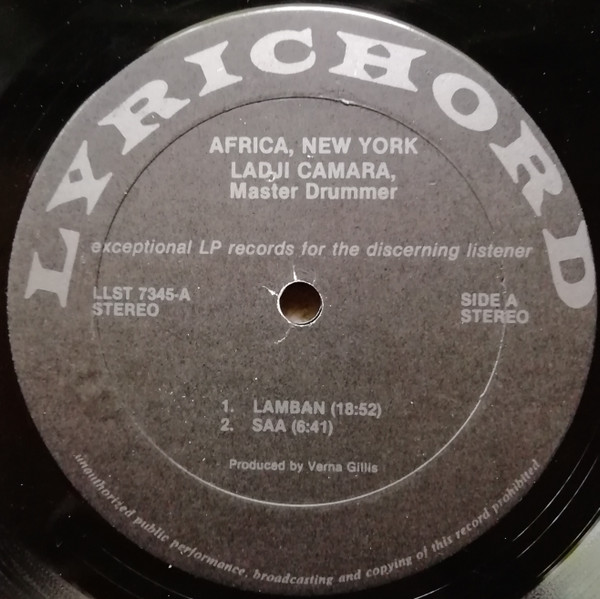 LYRICHORD
AFRICA, NEW YORK
LADJI CAMARA,
Master Drummer
exceptional LP records for the discerning listener
LLST 7345-A
STEREO
SIDE A
STEREO
1. LAMBAN (18:52)
2. SAA (6:41)
Produced by Verna Gillis
unauthorized public performance, broadcasting and copying of this record prohibited